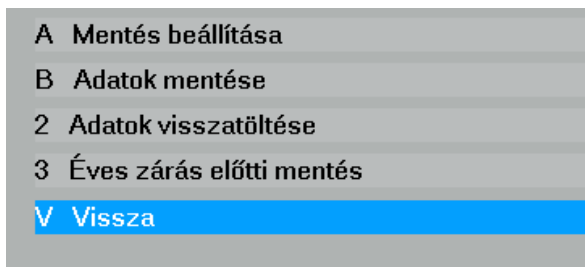 A Mentés beállítása
B Adatok mentése
2 Adatok visszatöltése
3 Éves zárás előtti mentés
V Vissza